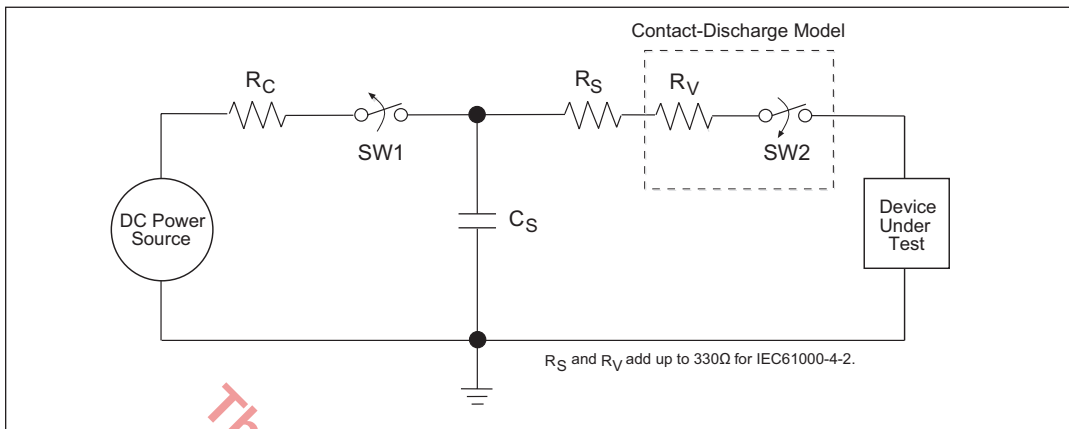 Contact-Discharge Model
RC
RS
RV
SW1
SW2
DC Power
Source
CS
Device
Under
Test
RS and RV add up to 330Ω for IEC61000-4-2.
Th